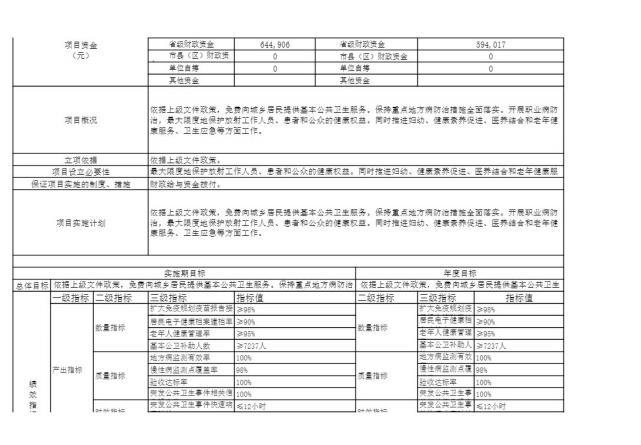 项目资金
（元）
省级财政资金 644,906 省级财政资金 394,017
市县（区）财政资 0 市县（区）财政资金 0
单位自筹 0 单位自筹 0
其他资金 其他资金
项目概况
依据上级文件政策，免费向城乡居民提供基本公共卫生服务。保持重点地方病防治措施全面落实。开展职业病防
治，最大限度地保护放射工作人员、患者和公众的健康权益。同时推进妇幼、健康素养促进、医养结合和老年健
康服务、卫生应急等方面工作。
立项依据 依据上级文件政策。
项目设立必要性 最大限度地保护放射工作人员、患者和公众的健康权益。同时推进妇幼、健康素养促进、医养结合和老年健康服
保证项目实施的制度、措施 财政给与资金拨付。
项目实施计划
依据上级文件政策，免费向城乡居民提供基本公共卫生服务。保持重点地方病防治措施全面落实。开展职业病防
治，最大限度地保护放射工作人员、患者和公众的健康权益。同时推进妇幼、健康素养促进、医养结合和老年健
康服务、卫生应急等方面工作。
实施期目标 年度目标
总体目标 依据上级文件政策，免费向城乡居民提供基本公共卫生服务。保持重点地方病防治 依据上级文件政策，免费向城乡居民提供基本公共卫生
一级指标 二级指标 三级指标 指标值 二级指标 三级指标 指标值
扩大免疫规划疫苗报告接 ≥98% 扩大免疫规划疫 ≥98%
数量指标 居民电子健康档案建档率 ≥90% 数量指标 居民电子健康档 ≥90%
老年人健康管理率 ≥95% 老年人健康管理 ≥95%
基本公卫补助人数 ≥7237人 基本公卫补助人 ≥7237人
产出指标
地方病监测有效率 100% 地方病监测有效 100%
质量指标 慢性病监测点覆盖率 98% 质量指标 慢性病监测点覆 98%
验收达标率 100% 验收达标率 100%
突发公共卫生事件相关信 100% 突发公共卫生事 100%
绩
效
指
突发公共卫生事件快速响 ≤12小时 突发公共卫生事 ≤12小时
时效指标 时效指标